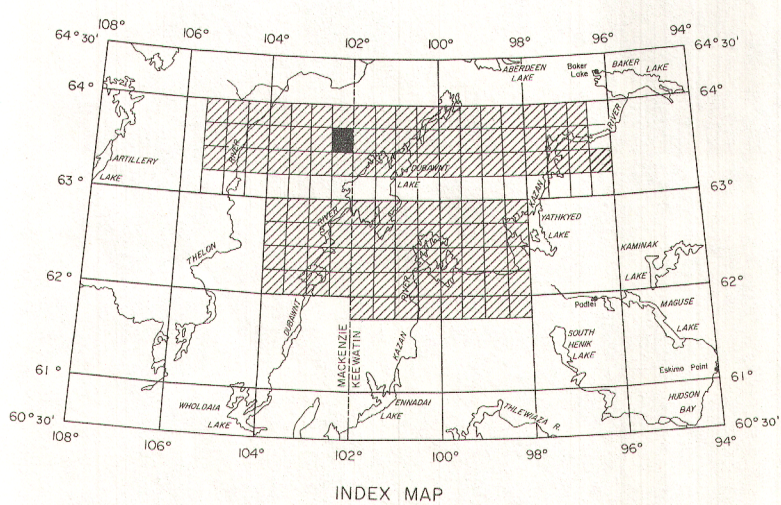 108° 106° 104° 102° 100° 98° 96° 94°
64° 30' 64° 30'
ABERDEEN
LAKE
Baker
Lake
BAKER LAKE
64° 64°
RIVER
RIVER
ARTILLERY
LAKE
DUBAWNT
LAKE
63° 63°
KAZAN
RIVER
YATHKYED
LAKE
THELON
KAMINAK
LAKE
62° 62°
RIVER
DUBAWNT
Padlei
MAGUSE
LAKE
SOUTH
HENIK
LAKE
KAZAN
MACKENZIE
KEEWATIN
Eskimo Point
61° 61°
HUDSON
BAY
WHOLDAIA
LAKE
ENNADAI
LAKE
THLEWIAZA R.
60° 30' 60° 30'
108° 106° 104° 102° 100° 98° 96° 94°
INDEX MAP